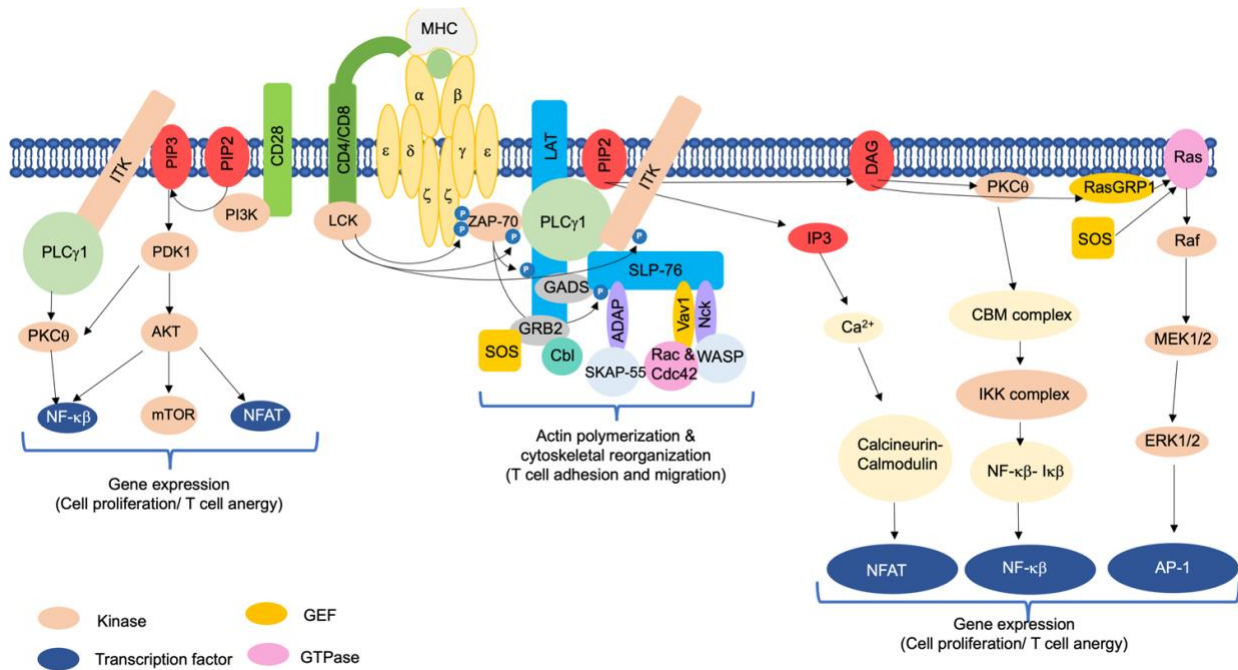 MHC
α
β
ITK
PIP3
PIP2
CD28
CD4/CD8
ε
δ
γ
ε
ζ
ζ
LAT
PIP2
ITK
DAG
PKCθ
RasGRP1
Ras
PI3K
LCK
P
P
ZAP-70
P
PLCγ1
P
PLCγ1
PDK1
IP3
SOS
Raf
P
SLP-76
GADS
P
ADAP
Vav1
Nck
PKCθ
AKT
GRB2
SOS
Cbl
SKAP-55
Rac &
Cdc42
WASP
Ca²⁺
CBM complex
MEK1/2
NF-κβ
mTOR
NFAT
IKK complex
Actin polymerization &
cytoskeletal reorganization
(T cell adhesion and migration)
Calcineurin-
Calmodulin
NF-κβ- Iκβ
ERK1/2
Gene expression
(Cell proliferation/ T cell anergy)
NFAT
NF-κβ
AP-1
Kinase
GEF
Transcription factor
GTPase
Gene expression
(Cell proliferation/ T cell anergy)